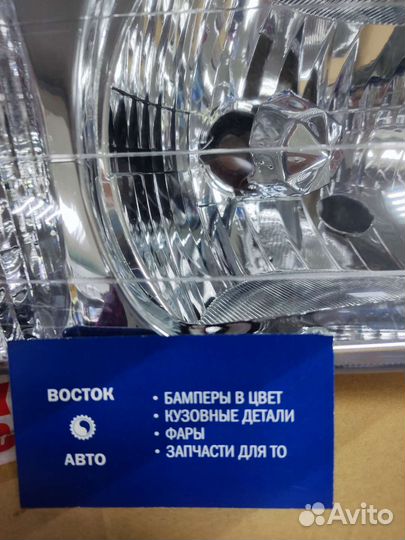 ВОСТОК
АВТО
• БАМПЕРЫ В ЦВЕТ
• КУЗОВНЫЕ ДЕТАЛИ
• ФАРЫ
• ЗАПЧАСТИ ДЛЯ ТО
Avito